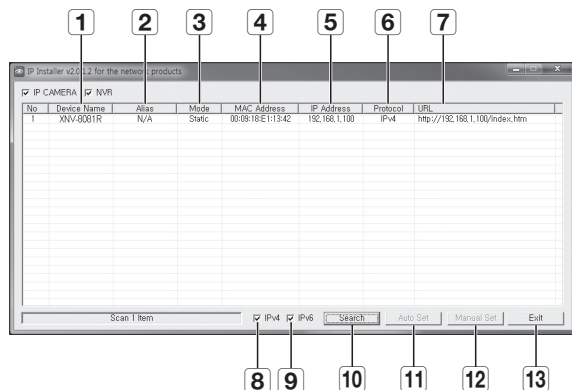 1 2 3 4 5 6 7
IP Installer v2.0.1.2 for the network products
IP CAMERA NVR
No Device Name Alias Mode MAC Address IP Address Protocol URL
1 XNV-8081R N/A Static 00:09:18:E1:13:42 192,168,1,100 IPv4 http://192,168,1,100/index,htm
Scan 1 Item IPv4 IPv6 Search Auto Set Manual Set Exit
8 9 10 11 12 13